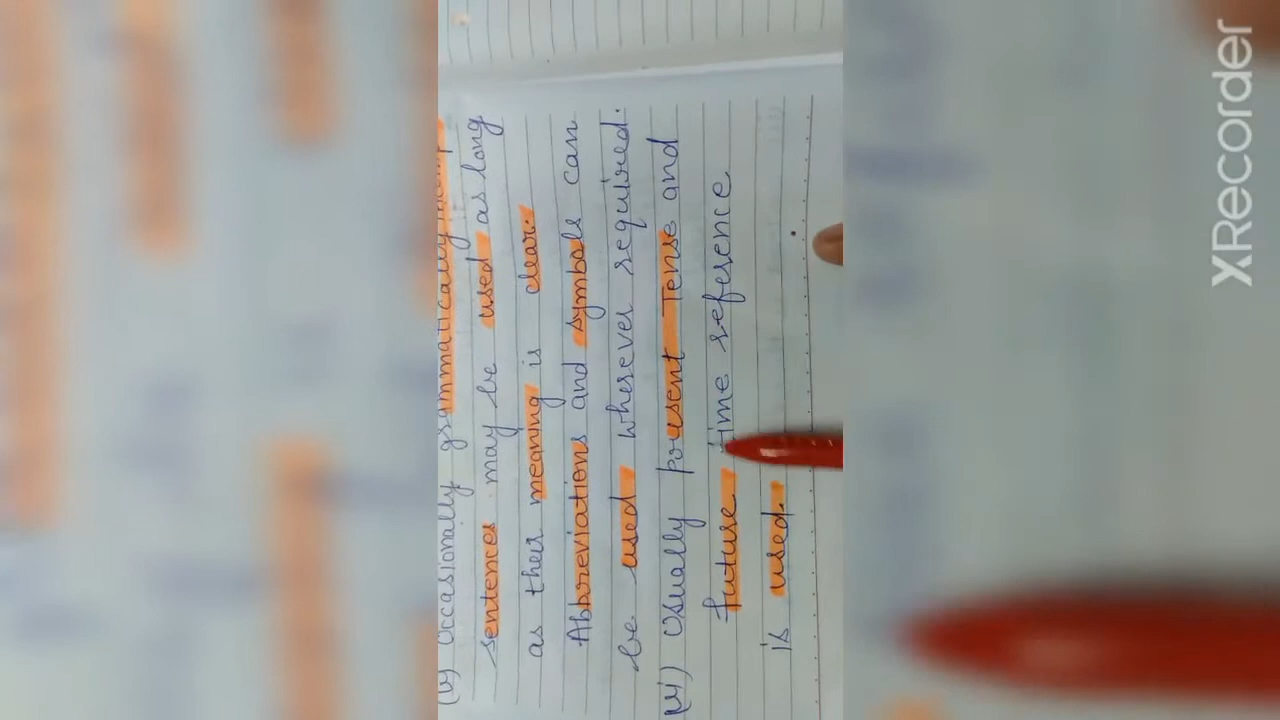 (v) Occasionally grammatically
sentences may be used as long
as their meaning is clear.
Abbreviations and symbols can
be used wherever required.
(vi) Usually present Tense and
future time reference
is used.
XRecorder